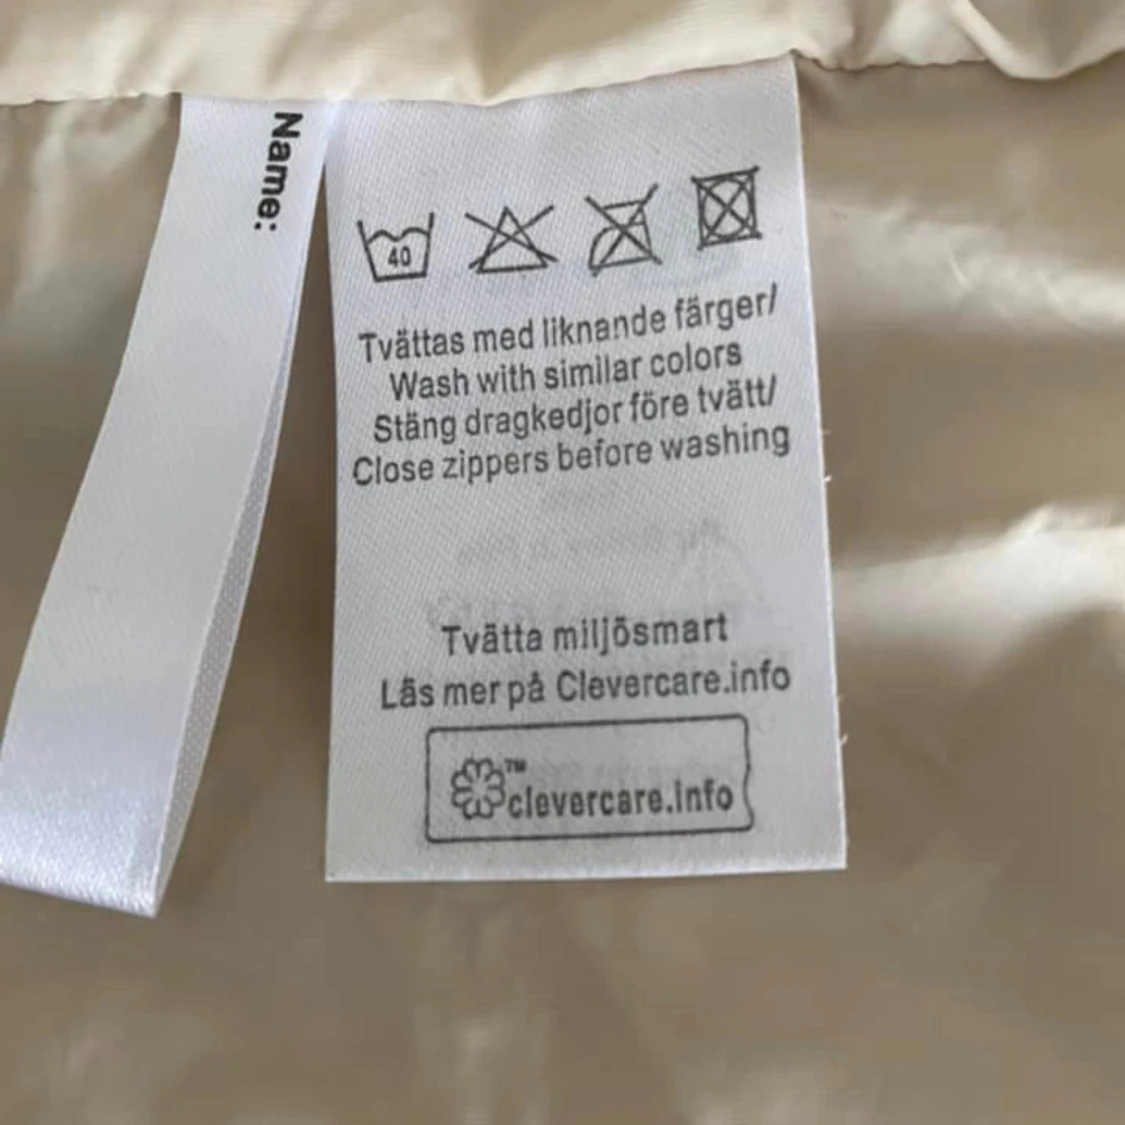 Name:
40
Tvättas med liknande färger/
Wash with similar colors
Stäng dragkedjor före tvätt/
Close zippers before washing
Tvätta miljösmart
Läs mer på Clevercare.info
™
clevercare.info